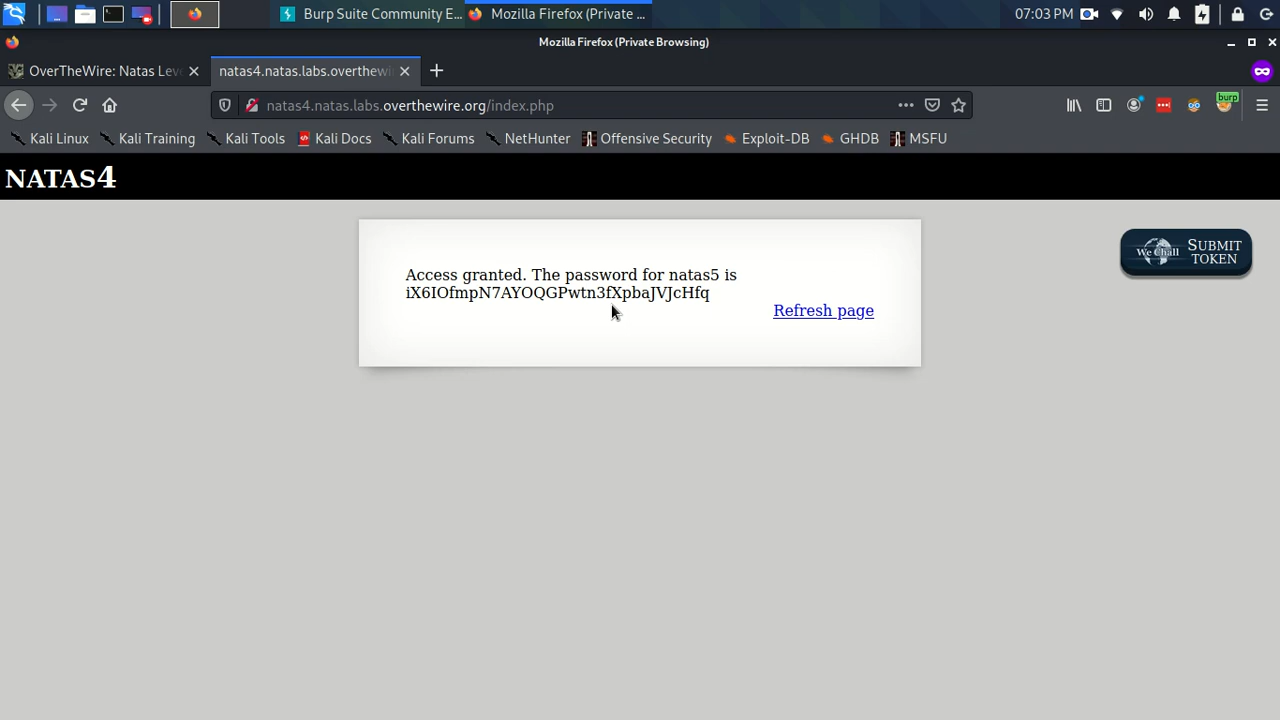 Burp Suite Community E...
Mozilla Firefox (Private ...
07:03 PM
Mozilla Firefox (Private Browsing)
OverTheWire: Natas Lev
natas4.natas.labs.overthewi
natas4.natas.labs.overthewire.org/index.php
burp
Kali Linux
Kali Training
Kali Tools
Kali Docs
Kali Forums
NetHunter
Offensive Security
Exploit-DB
GHDB
MSFU
NATAS4
Access granted. The password for natas5 is
iX6IOfmpN7AYOQGPwtn3fXpbaJVJcHfq
Refresh page
We Chall
SUBMIT
TOKEN